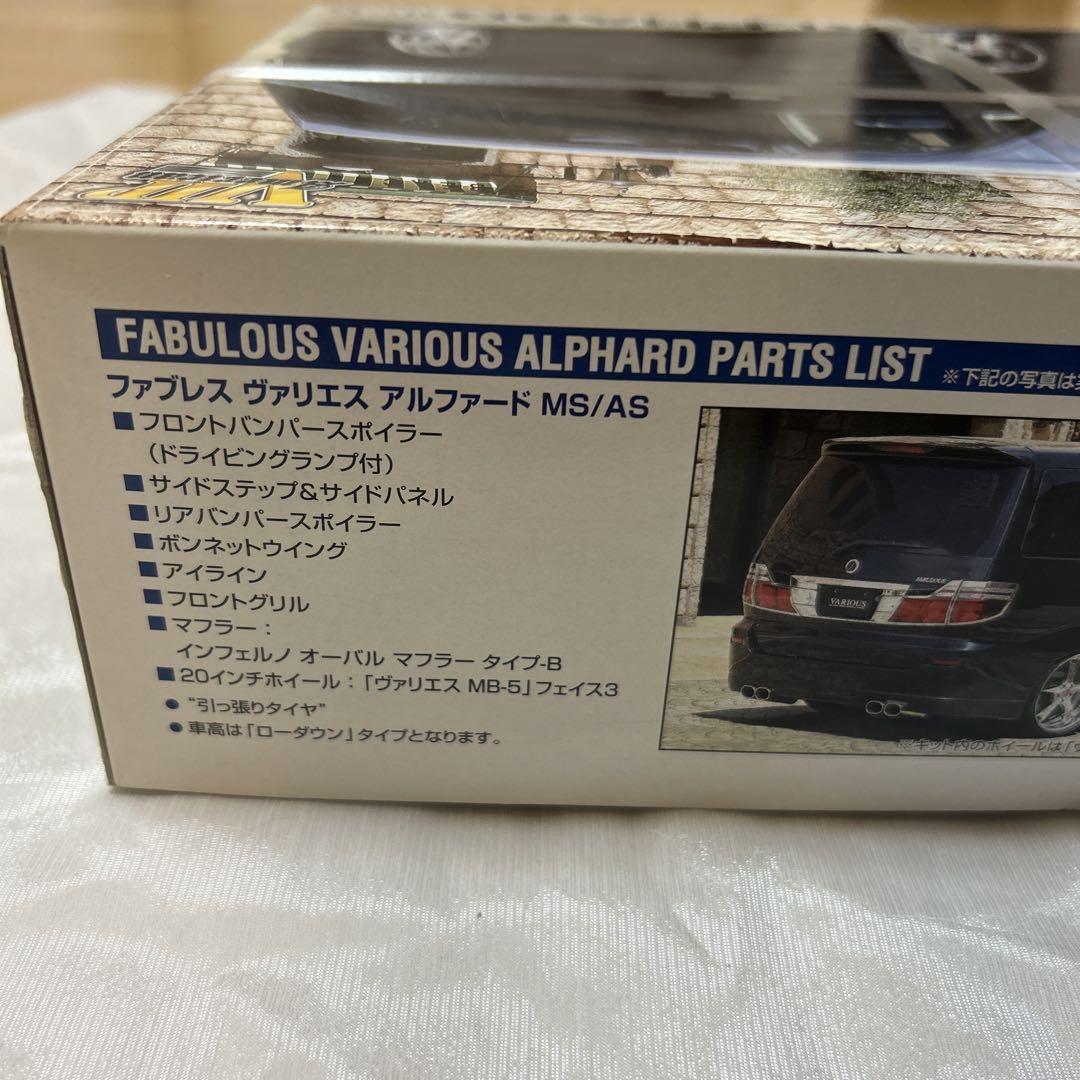 VIP
FABULOUS VARIOUS ALPHARD PARTS LIST
※下記の写真は
ファブレス ヴァリエス アルファード MS/AS
■フロントバンパースポイラー
（ドライビングランプ付）
■サイドステップ&サイドパネル
■リアバンパースポイラー
■ボンネットウイング
■アイライン
■フロントグリル
■マフラー：
インフェルノ オーバル マフラー タイプ-B
■20インチホイール：「ヴァリエス MB-5」フェイス3
●“引っ張りタイヤ”
●車高は「ローダウン」タイプとなります。
FABULOUS
VARIOUS
※キット内のホイールは「